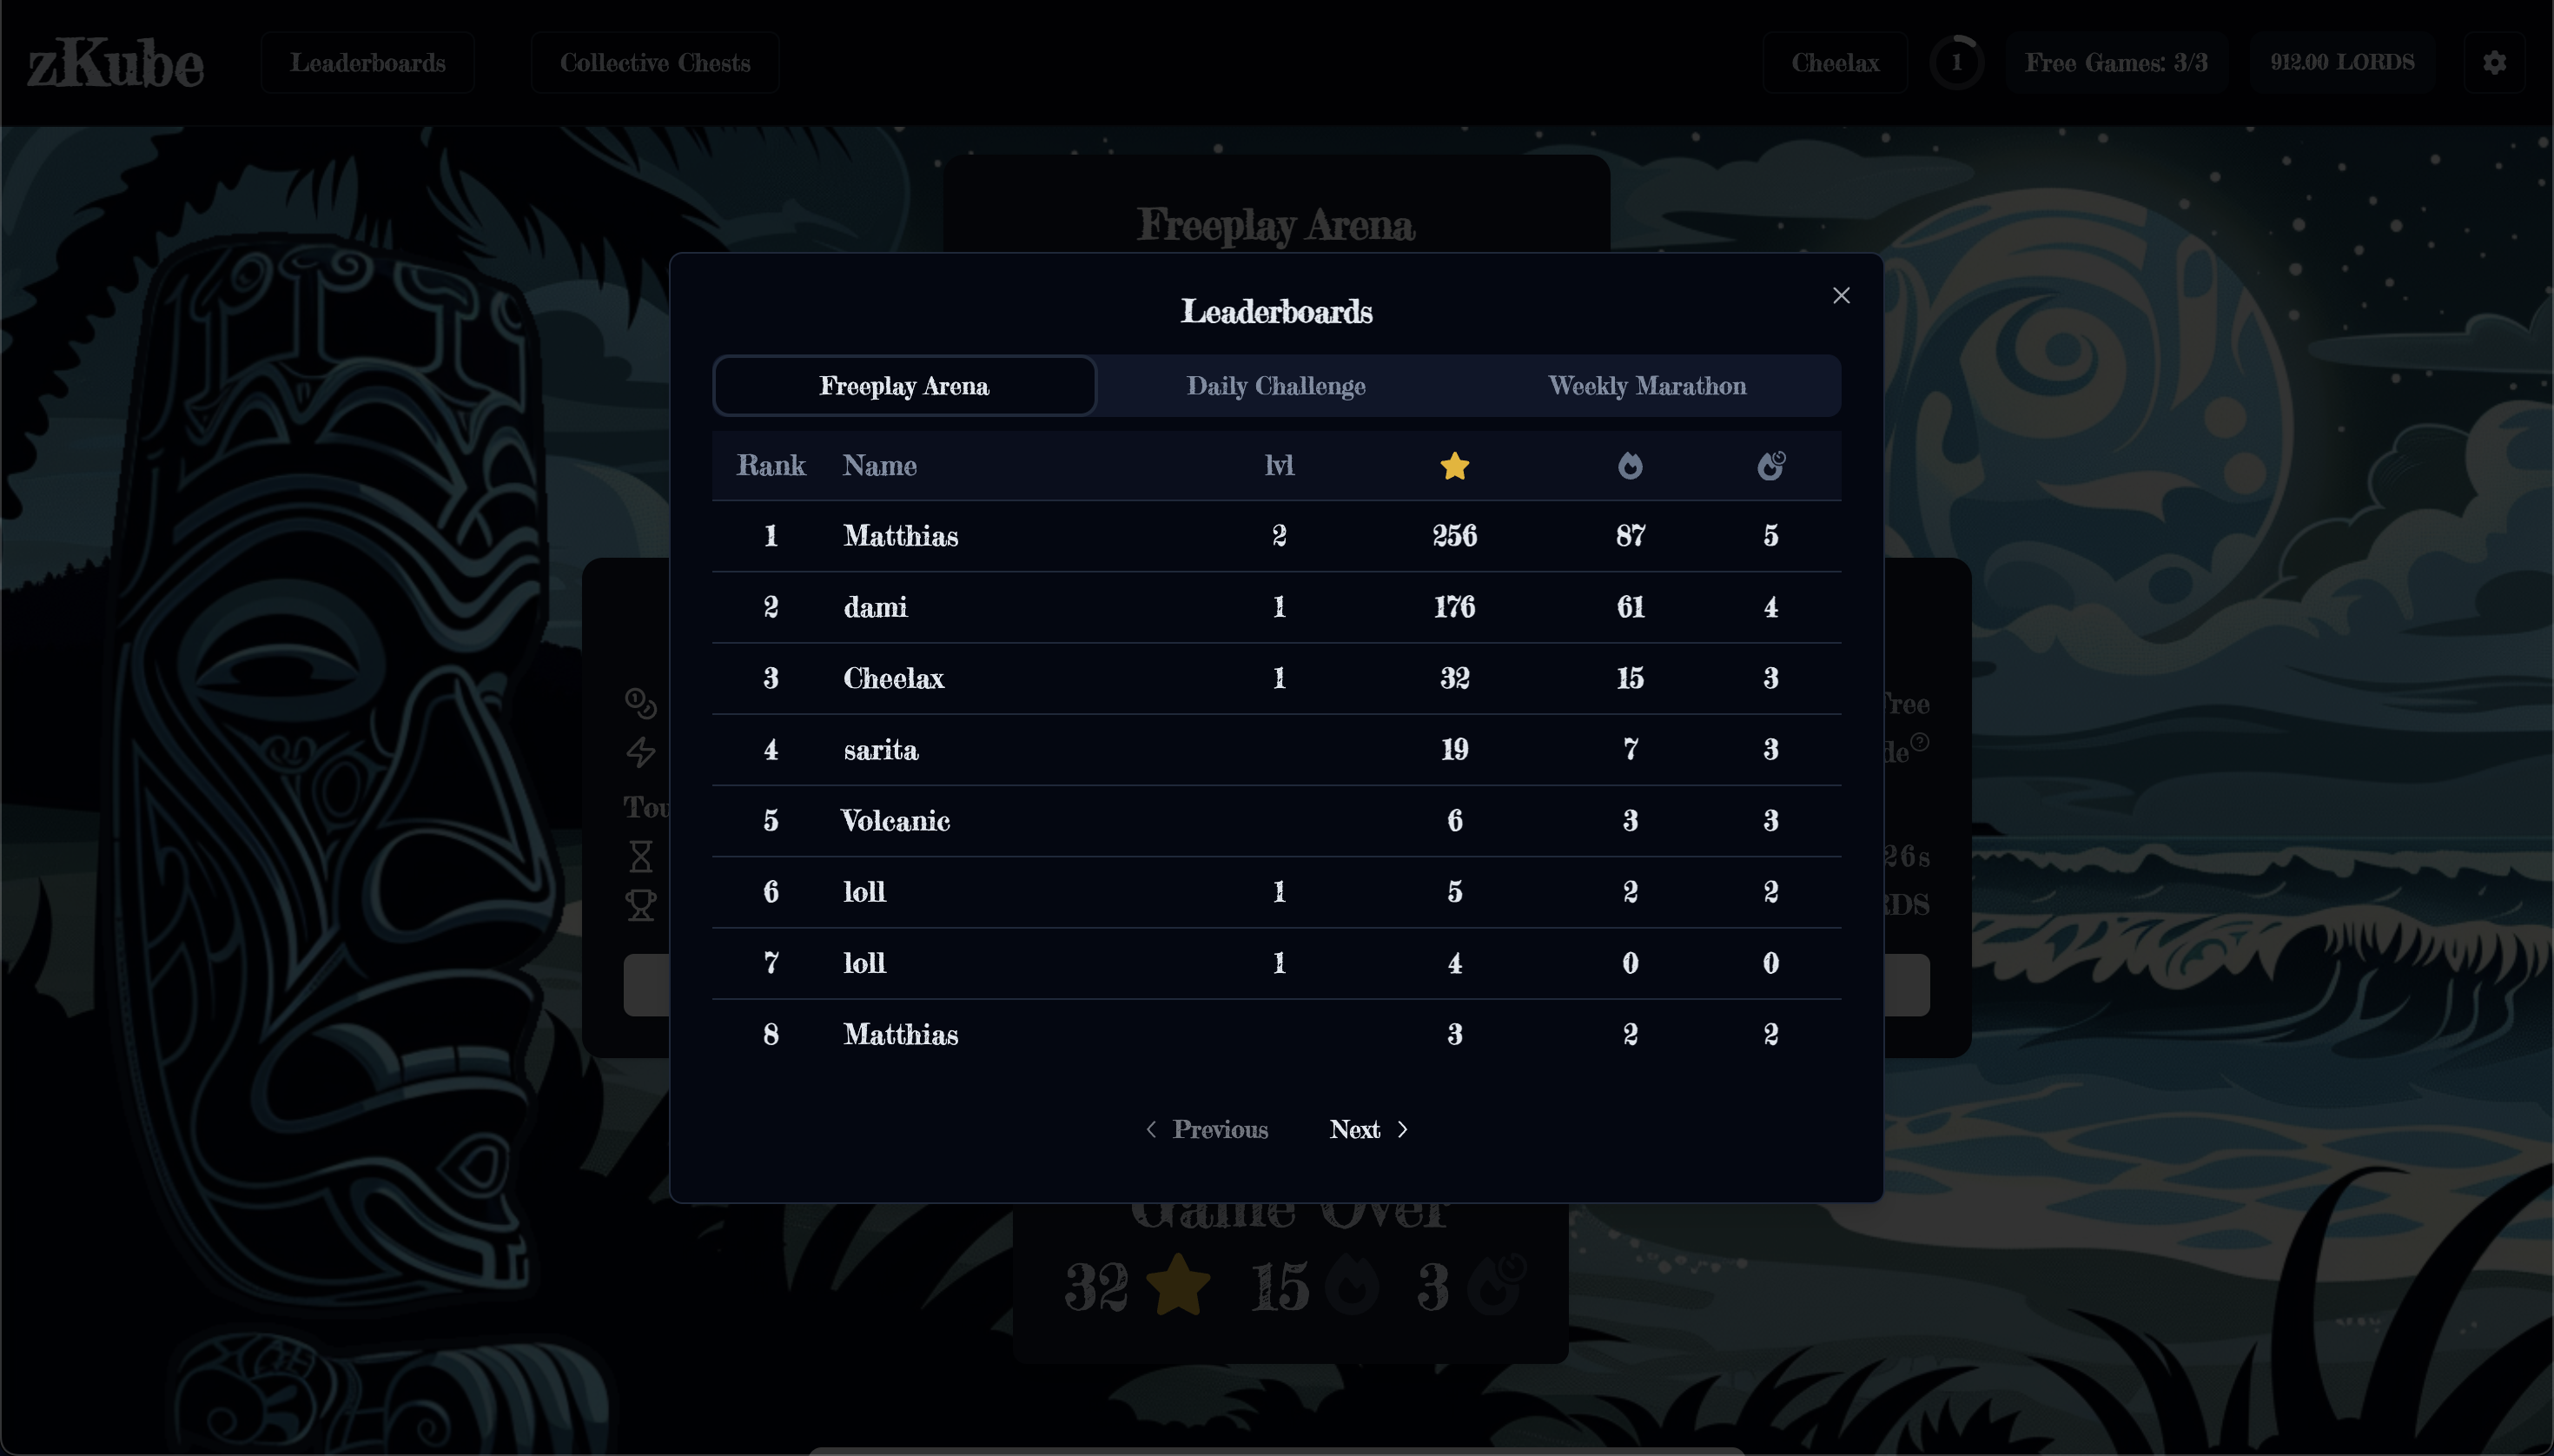 zKube Leaderboards Collective Chests Cheelax 1 Free Games: 3/3 912.00 LORDS
Freeplay Arena
Leaderboards
Freeplay Arena Daily Challenge Weekly Marathon
Rank Name lvl
1 Matthias 2 256 87 5
2 dami 1 176 61 4
3 Cheelax 1 32 15 3
4 sarita 19 7 3
5 Volcanic 6 3 3
6 loll 1 5 2 2
7 loll 1 4 0 0
8 Matthias 3 2 2
Previous Next
Free
26s
Game Over
32 15 3